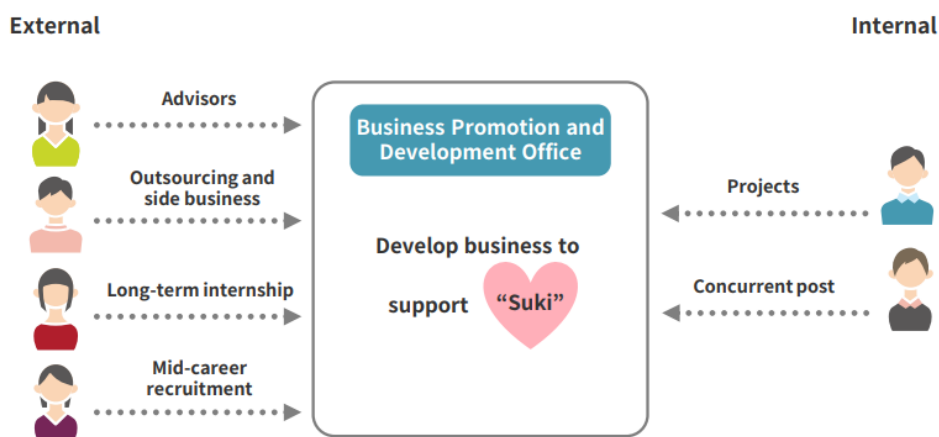 External
Internal
Advisors
Outsourcing and
side business
Long-term internship
Mid-career
recruitment
Business Promotion and
Development Office
Develop business to
support “Suki”
Projects
Concurrent post